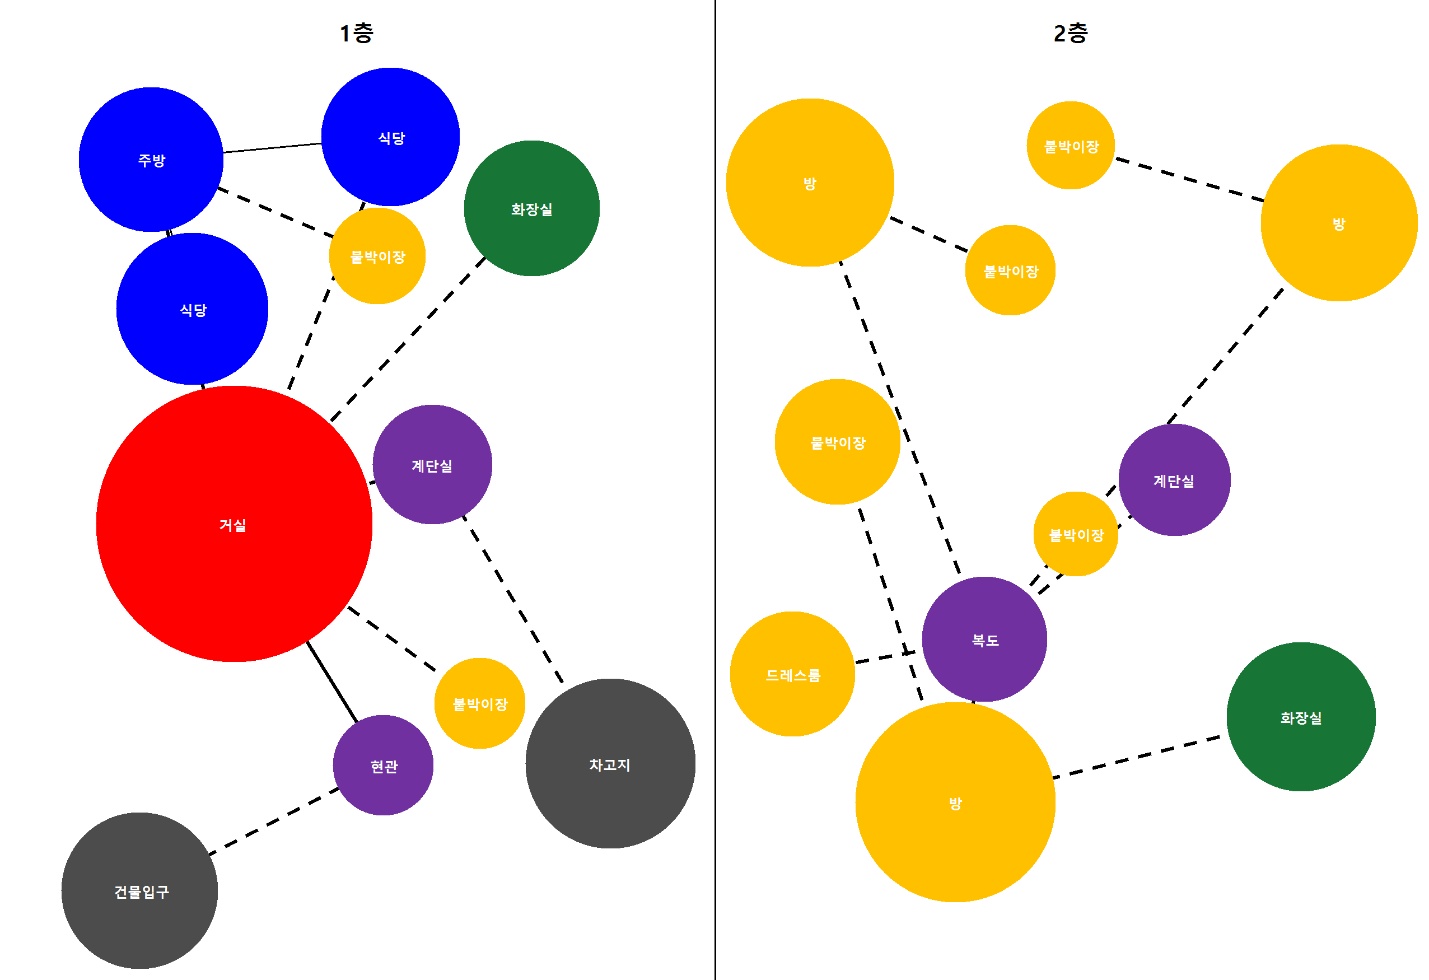 1층
주방
식당
화장실
붙박이장
식당
계단실
거실
붙박이장
현관
차고지
건물입구
2층
방
붙박이장
방
붙박이장
붙박이장
계단실
붙박이장
복도
드레스룸
화장실
방